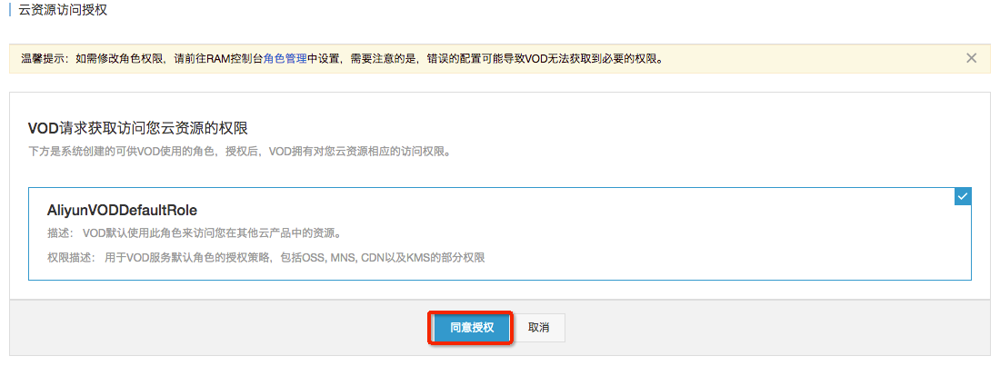 云资源访问授权
温馨提示：如需修改角色权限，请前往RAM控制台角色管理中设置，需要注意的是，错误的配置可能导致VOD无法获取到必要的权限。
VOD请求获取访问您云资源的权限
下方是系统创建的可供VOD使用的角色，授权后，VOD拥有对您云资源相应的访问权限。
AliyunVODDefaultRole
描述： VOD默认使用此角色来访问您在其他云产品中的资源。
权限描述： 用于VOD服务默认角色的授权策略，包括OSS, MNS, CDN以及KMS的部分权限
同意授权 取消